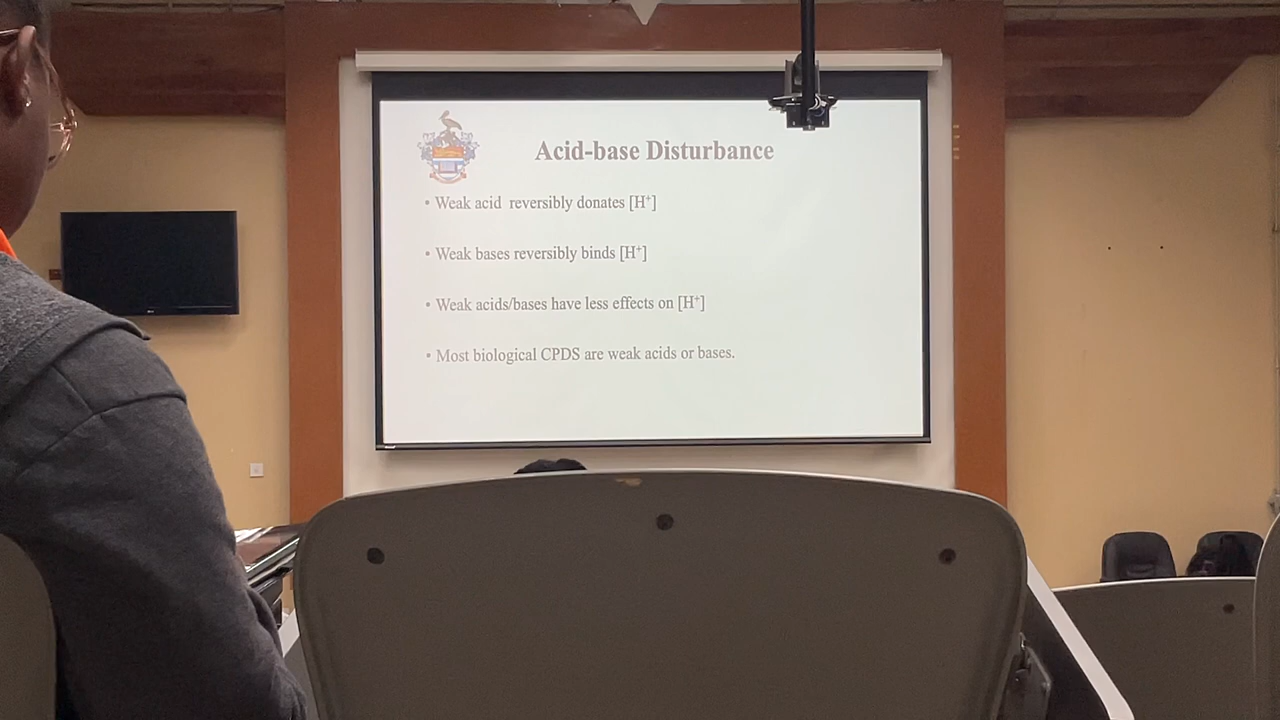 Acid-base Disturbance
▪ Weak acid reversibly donates [H⁺]
▪ Weak bases reversibly binds [H⁺]
▪ Weak acids/bases have less effects on [H⁺]
▪ Most biological CPDS are weak acids or bases.